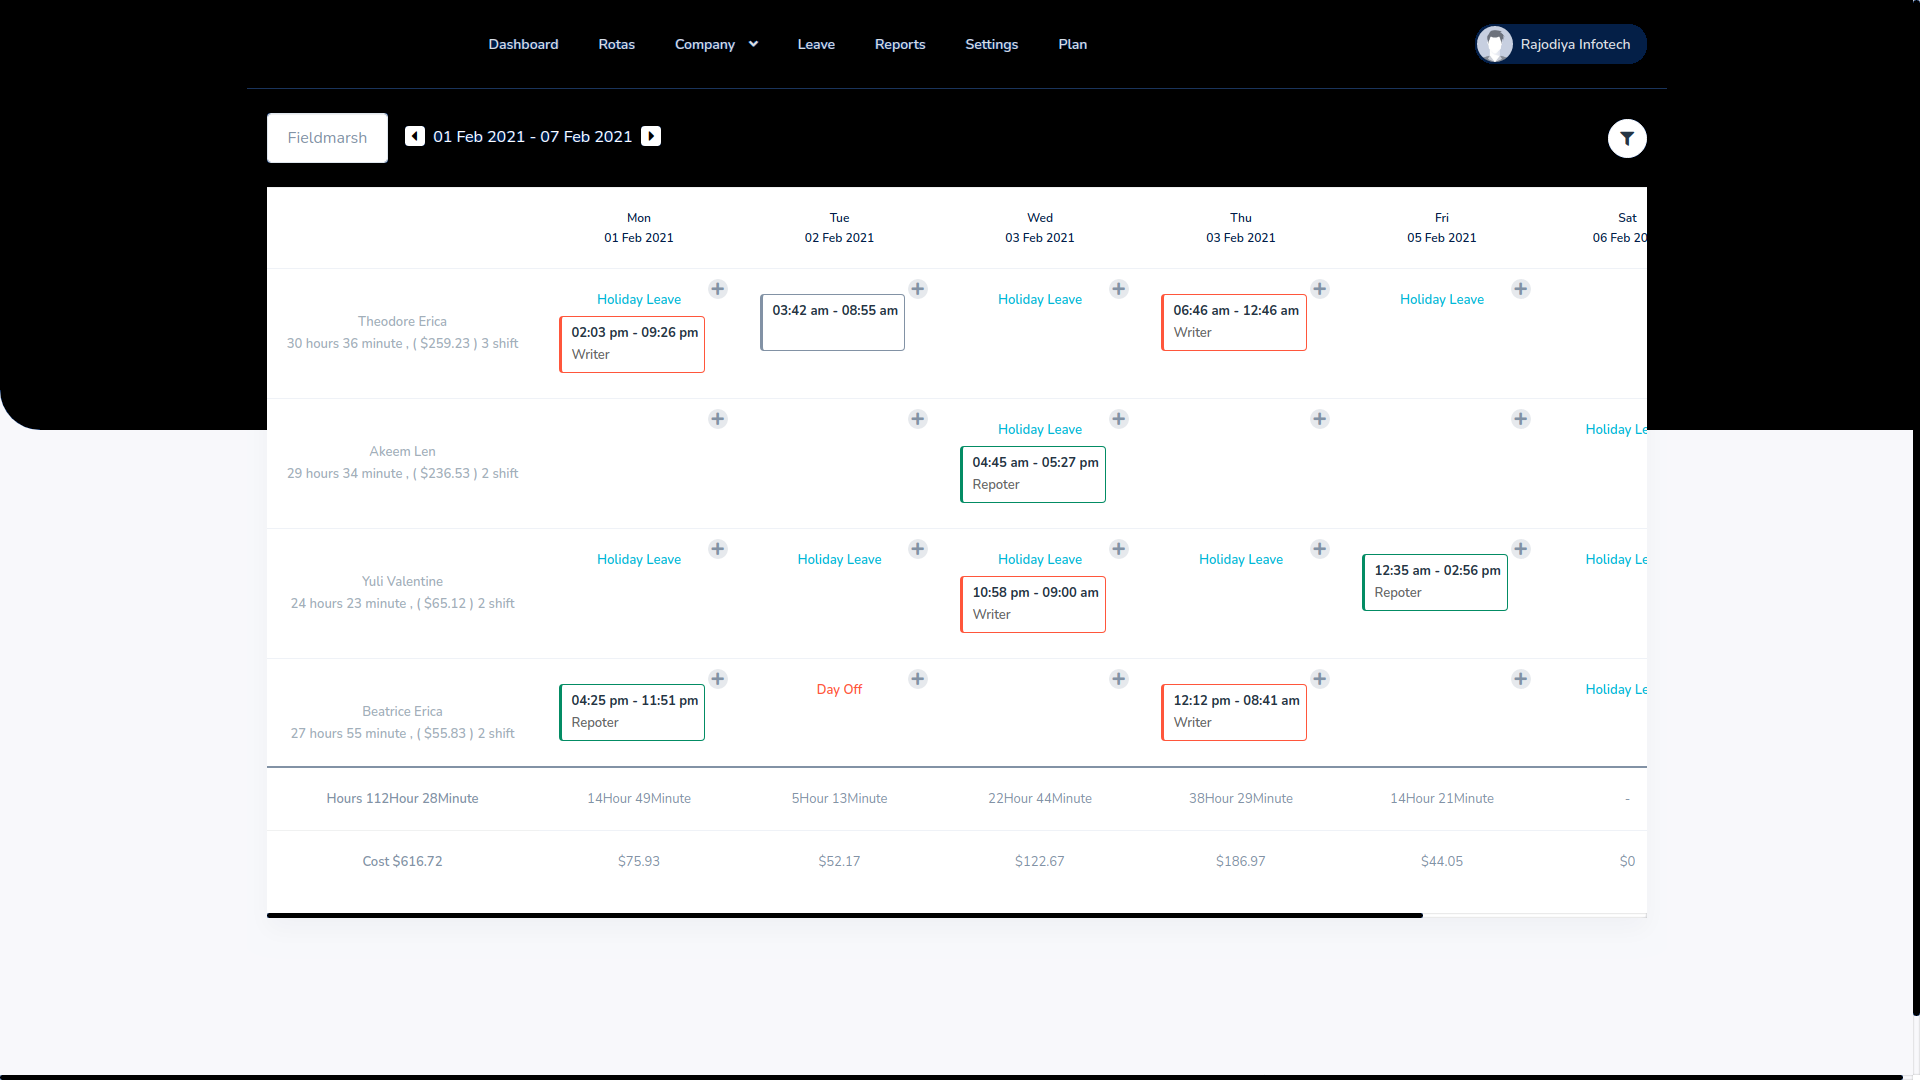 Dashboard Rotas Company Leave Reports Settings Plan Rajodiya Infotech
Fieldmarsh 01 Feb 2021 - 07 Feb 2021
Mon Tue Wed Thu Fri Sat
01 Feb 2021 02 Feb 2021 03 Feb 2021 03 Feb 2021 05 Feb 2021 06 Feb 20
Theodore Erica
30 hours 36 minute , ( $259.23 ) 3 shift
Holiday Leave
02:03 pm - 09:26 pm
Writer
03:42 am - 08:55 am
Holiday Leave
06:46 am - 12:46 am
Writer
Holiday Leave
Akeem Len
29 hours 34 minute , ( $236.53 ) 2 shift
Holiday Leave
04:45 am - 05:27 pm
Repoter
Holiday Le
Yuli Valentine
24 hours 23 minute , ( $65.12 ) 2 shift
Holiday Leave
Holiday Leave
Holiday Leave
10:58 pm - 09:00 am
Writer
Holiday Leave
12:35 am - 02:56 pm
Repoter
Holiday Le
Beatrice Erica
27 hours 55 minute , ( $55.83 ) 2 shift
04:25 pm - 11:51 pm
Repoter
Day Off
12:12 pm - 08:41 am
Writer
Holiday Le
Hours 112Hour 28Minute 14Hour 49Minute 5Hour 13Minute 22Hour 44Minute 38Hour 29Minute 14Hour 21Minute -
Cost $616.72 $75.93 $52.17 $122.67 $186.97 $44.05 $0